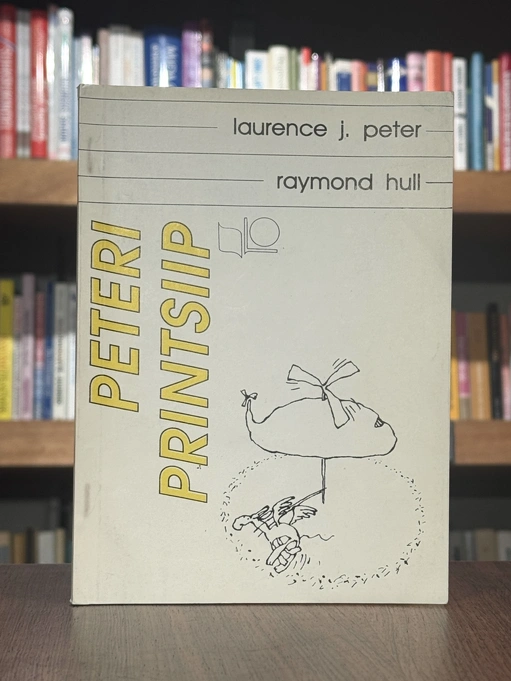 laurence j. peter
raymond hull
PETERI
PRINTSIIP